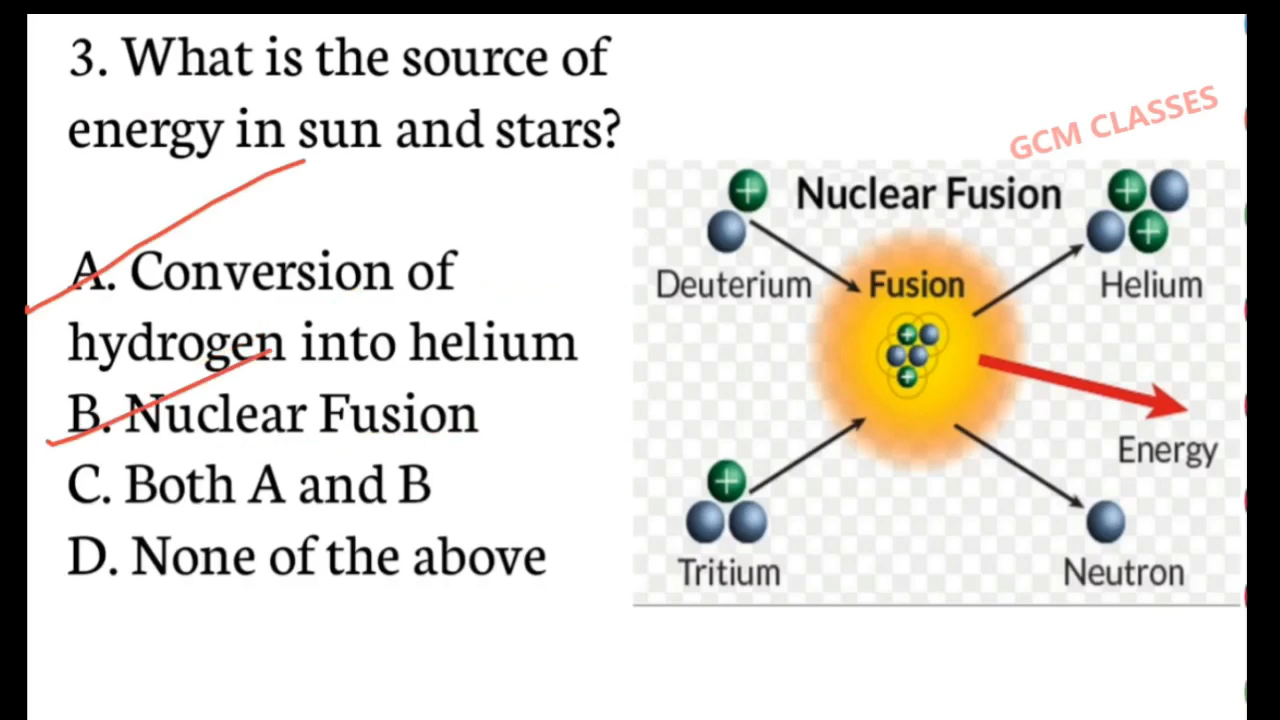 3. What is the source of
energy in sun and stars?
A. Conversion of
hydrogen into helium
B. Nuclear Fusion
C. Both A and B
D. None of the above
GCM CLASSES
Nuclear Fusion
Deuterium
Fusion
Helium
Energy
Tritium
Neutron